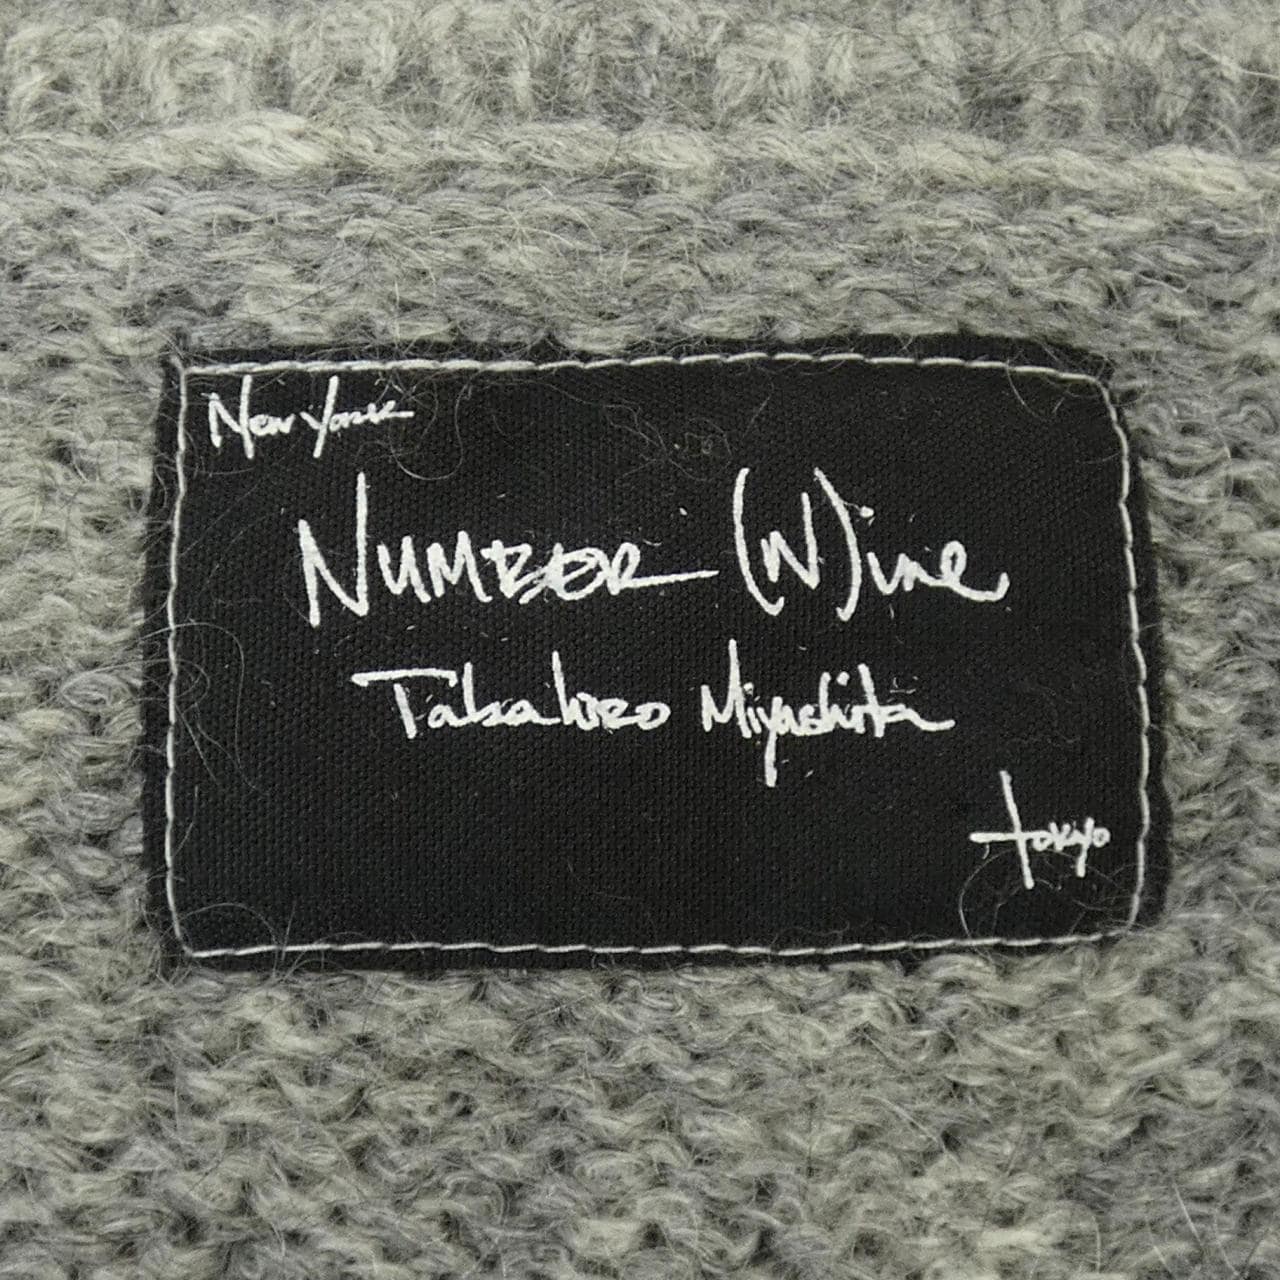 New York
NUMBER (N)ine
Takahiro Miyashita
tokyo